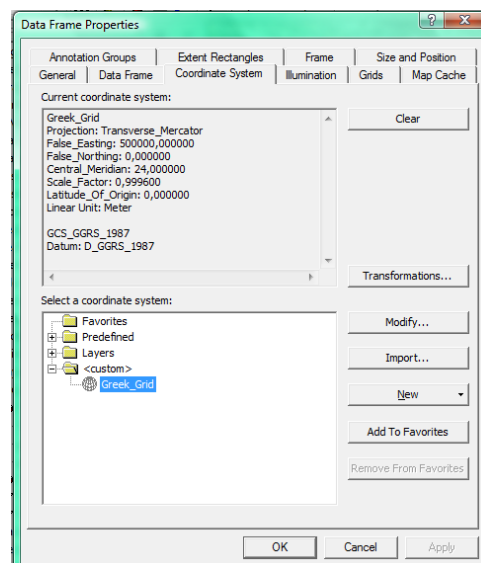 Data Frame Properties
?
X
Annotation Groups
Extent Rectangles
Frame
Size and Position
General
Data Frame
Coordinate System
Illumination
Grids
Map Cache
Current coordinate system:
Greek_Grid
Projection: Transverse_Mercator
False_Easting: 500000,000000
False_Northing: 0,000000
Central_Meridian: 24,000000
Scale_Factor: 0,999600
Latitude_Of_Origin: 0,000000
Linear Unit: Meter
GCS_GGRS_1987
Datum: D_GGRS_1987
Clear
Transformations...
Select a coordinate system:
Favorites
Predefined
Layers
<custom>
Greek_Grid
Modify...
Import...
New
Add To Favorites
Remove From Favorites
OK
Cancel
Apply